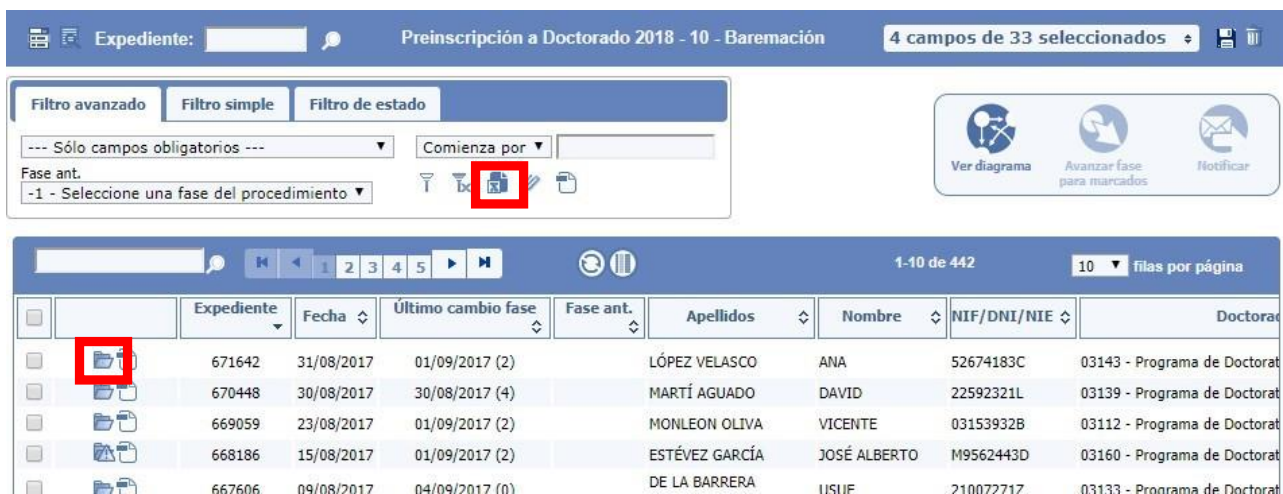 Expediente: Preinscripción a Doctorado 2018 - 10 - Baremación 4 campos de 33 seleccionados
Filtro avanzado Filtro simple Filtro de estado
--- Sólo campos obligatorios --- Comienza por
Fase ant.
-1 - Seleccione una fase del procedimiento
Ver diagrama
Avanzar fase
para marcados
Notificar
1 2 3 4 5 1-10 de 442 10 filas por página
Expediente Fecha Último cambio fase Fase ant. Apellidos Nombre NIF/DNI/NIE Doctorad
671642 31/08/2017 01/09/2017 (2) LÓPEZ VELASCO ANA 52674183C 03143 - Programa de Doctorat
670448 30/08/2017 30/08/2017 (4) MARTÍ AGUADO DAVID 22592321L 03139 - Programa de Doctorat
669059 23/08/2017 01/09/2017 (2) MONLEON OLIVA VICENTE 03153932B 03112 - Programa de Doctorat
668186 15/08/2017 01/09/2017 (2) ESTÉVEZ GARCÍA JOSÉ ALBERTO M9562443D 03160 - Programa de Doctorat
DE LA BARRERA
667606 09/08/2017 04/09/2017 (0) USUE 21007271Z 03133 - Programa de Doctorat